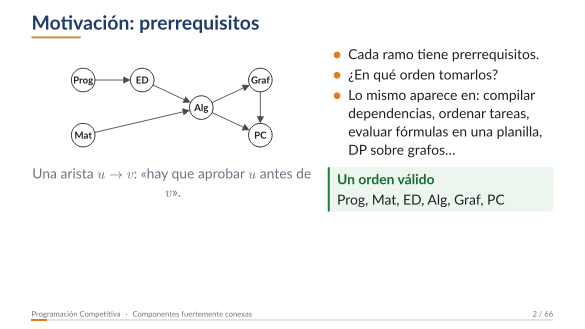 Motivación: prerrequisitos
Prog
ED
Graf
Alg
Mat
PC
Una arista u → v: «hay que aprobar u antes de
v».
Cada ramo tiene prerrequisitos.
¿En qué orden tomarlos?
Lo mismo aparece en: compilar
dependencias, ordenar tareas,
evaluar fórmulas en una planilla,
DP sobre grafos...
Un orden válido
Prog, Mat, ED, Alg, Graf, PC
Programación Competitiva · Componentes fuertemente conexas
2 / 66